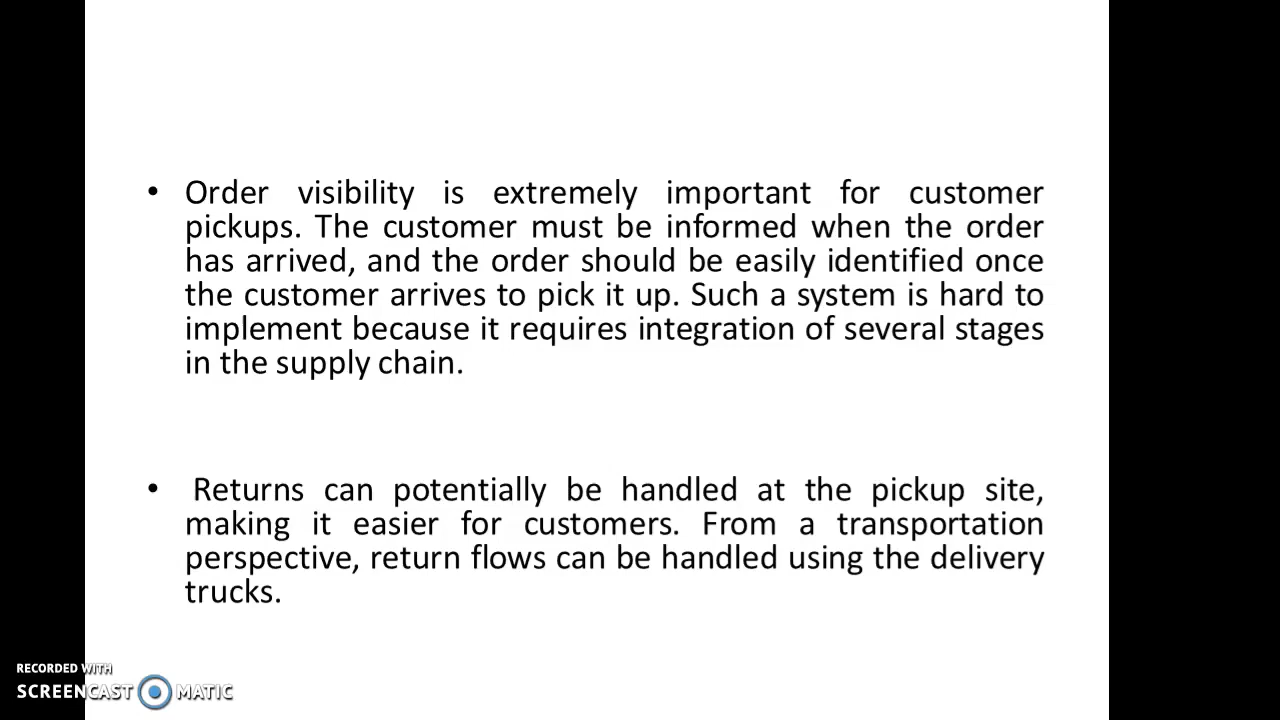 • Order visibility is extremely important for customer
pickups. The customer must be informed when the order
has arrived, and the order should be easily identified once
the customer arrives to pick it up. Such a system is hard to
implement because it requires integration of several stages
in the supply chain.
• Returns can potentially be handled at the pickup site,
making it easier for customers. From a transportation
perspective, return flows can be handled using the delivery
trucks.
RECORDED WITH
SCREENCAST MATIC